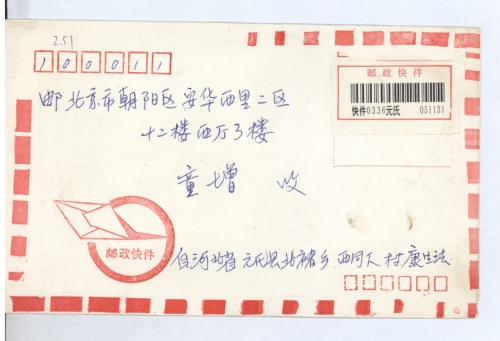 2.51
100011
邮政快件
快件0336元氏 051131
邮 北京市朝阳区安华西里二区
十二楼西厅3楼
童增 收
邮政快件
自河北省元氏县北褚乡 西同下村康生法